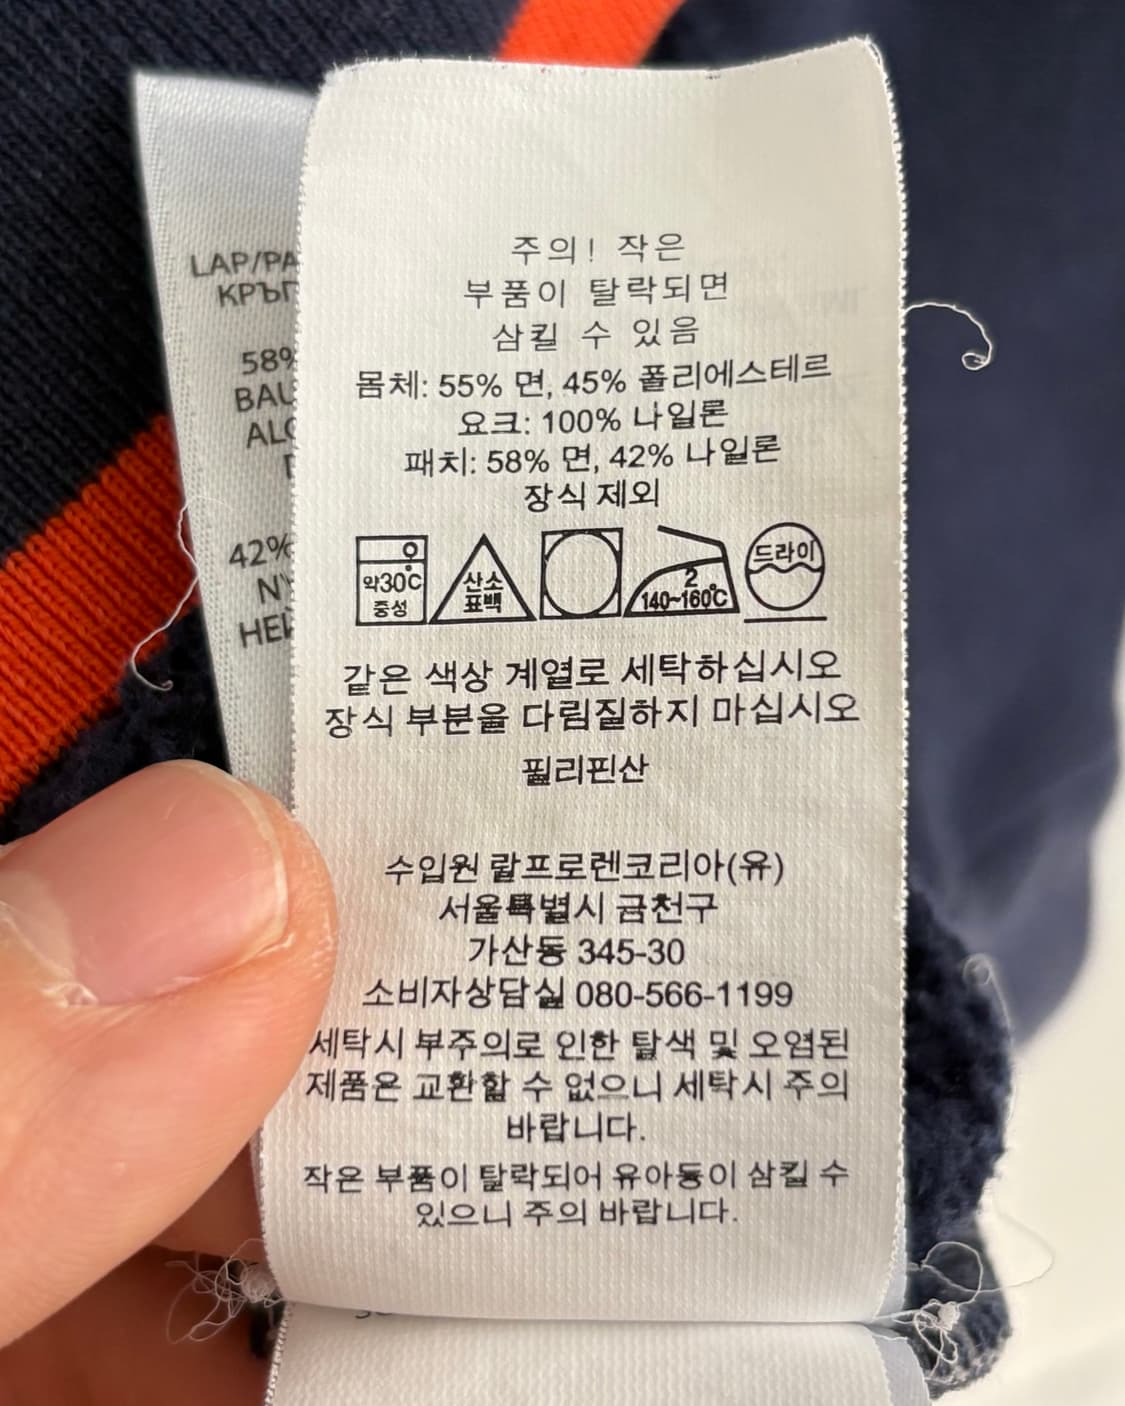 LAP/PA
КРЪП
58%
BAU
ALG
42%
NY
주의! 작은
부품이 탈락되면
삼킬 수 있음
몸체: 55% 면, 45% 폴리에스테르
요크: 100% 나일론
패치: 58% 면, 42% 나일론
장식 제외
약30℃
중성
산소
표백
2
140~160℃
드라이
같은 색상 계열로 세탁하십시오
장식 부분을 다림질하지 마십시오
필리핀산
수입원 랄프로렌코리아(유)
서울특별시 금천구
가산동 345-30
소비자상담실 080-566-1199
세탁시 부주의로 인한 탈색 및 오염된
제품은 교환할 수 없으니 세탁시 주의
바랍니다.
작은 부품이 탈락되어 유아등이 삼킬 수
있으니 주의 바랍니다.